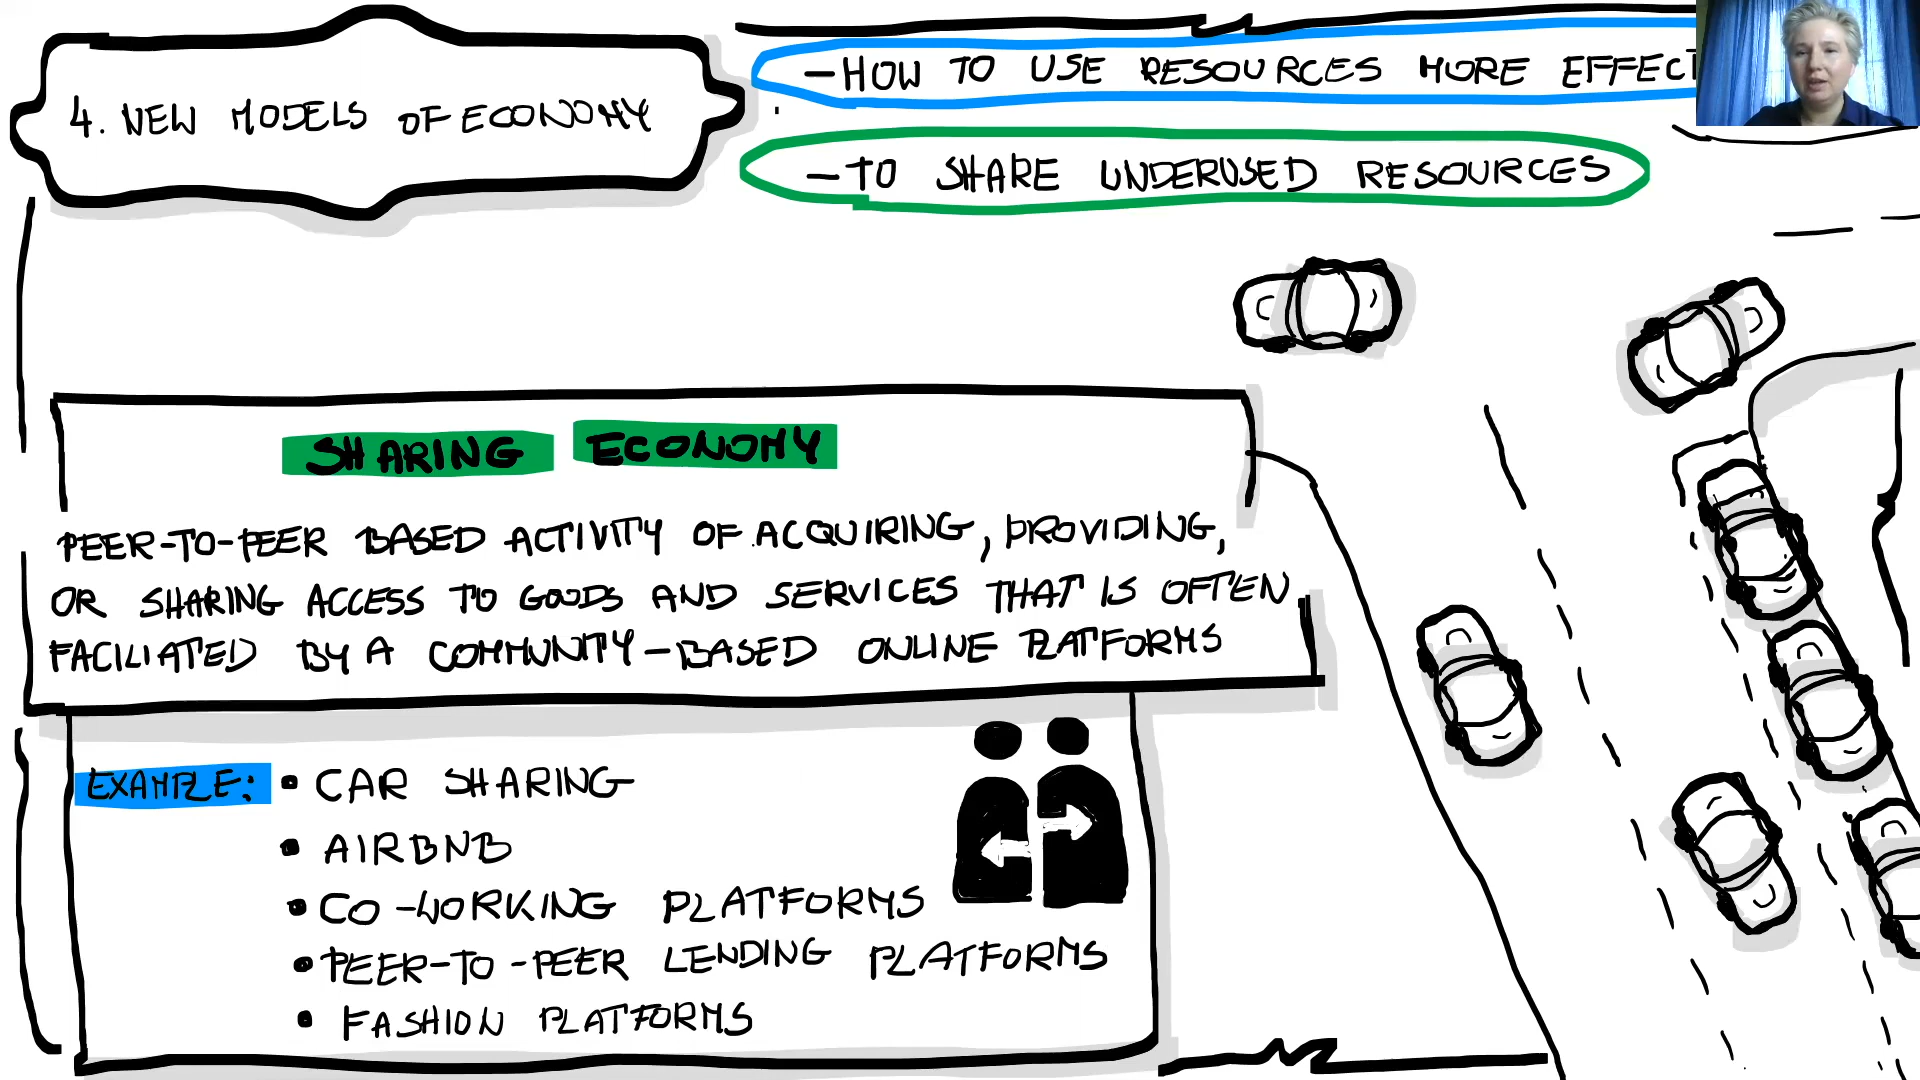 4. NEW MODELS OF ECONOMY
- HOW TO USE RESOURCES MORE EFFECT
- TO SHARE UNDERUSED RESOURCES
SHARING ECONOMY
PEER-TO-PEER BASED ACTIVITY OF ACQUIRING, PROVIDING,
OR SHARING ACCESS TO GOODS AND SERVICES THAT IS OFTEN
FACILIATED BY A COMMUNITY-BASED ONLINE PLATFORMS
EXAMPLE: • CAR SHARING
• AIRBNB
• CO-WORKING PLATFORMS
• PEER-TO-PEER LENDING PLATFORMS
• FASHION PLATFORMS